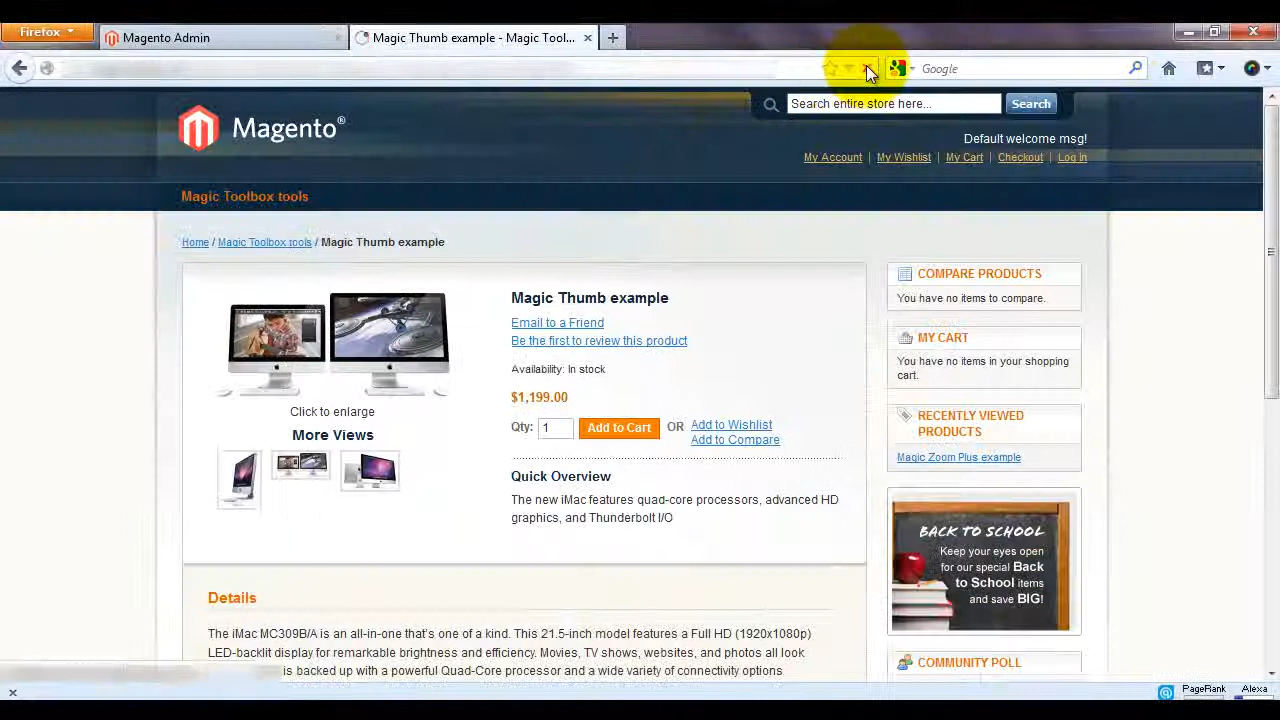 Firefox
Magento Admin
Magic Thumb example - Magic Tool...
Google
Magento®
Search entire store here...
Search
Default welcome msg!
My Account | My Wishlist | My Cart | Checkout | Log In
Magic Toolbox tools
Home / Magic Toolbox tools / Magic Thumb example
Click to enlarge
More Views
Magic Thumb example
Email to a Friend
Be the first to review this product
Availability: In stock
$1,199.00
Qty: 1 Add to Cart OR Add to Wishlist
Add to Compare
Quick Overview
The new iMac features quad-core processors, advanced HD
graphics, and Thunderbolt I/O
COMPARE PRODUCTS
You have no items to compare.
MY CART
You have no items in your shopping
cart.
RECENTLY VIEWED
PRODUCTS
Magic Zoom Plus example
BACK TO SCHOOL
Keep your eyes open
for our special Back
to School items
and save BIG!
COMMUNITY POLL
Details
The iMac MC309B/A is an all-in-one that's one of a kind. This 21.5-inch model features a Full HD (1920x1080p)
LED-backlit display for remarkable brightness and efficiency. Movies, TV shows, websites, and photos all look
is backed up with a powerful Quad-Core processor and a wide variety of connectivity options
PageRank
Alexa